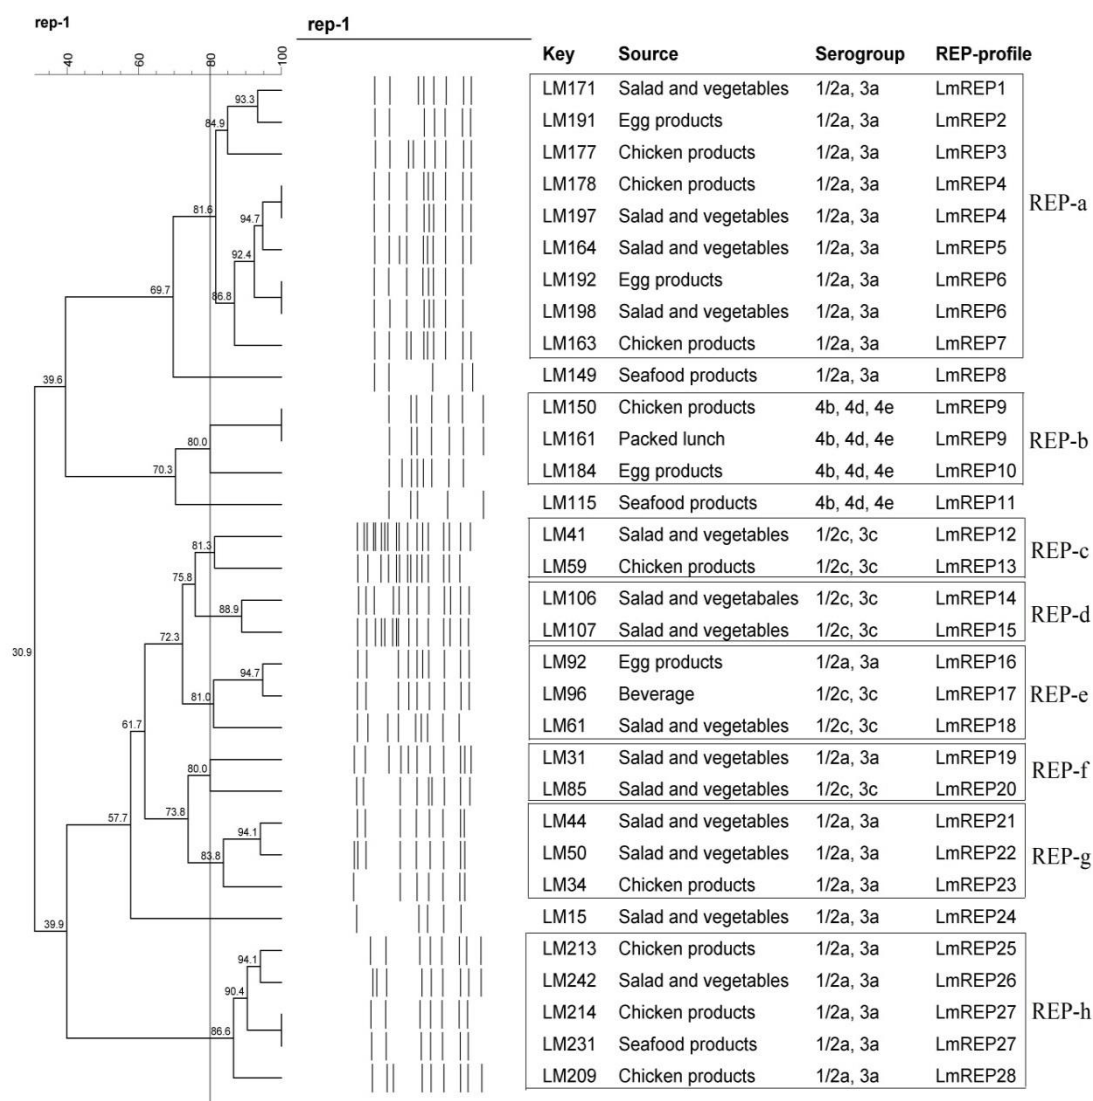 rep-1
rep-1
40 60 80 100
Key Source Serogroup REP-profile
LM171 Salad and vegetables 1/2a, 3a LmREP1
93.3
LM191 Egg products 1/2a, 3a LmREP2
84.9
LM177 Chicken products 1/2a, 3a LmREP3
LM178 Chicken products 1/2a, 3a LmREP4
REP-a
81.6
94.7
LM197 Salad and vegetables 1/2a, 3a LmREP4
LM164 Salad and vegetables 1/2a, 3a LmREP5
92.4
LM192 Egg products 1/2a, 3a LmREP6
69.7
86.8
LM198 Salad and vegetables 1/2a, 3a LmREP6
LM163 Chicken products 1/2a, 3a LmREP7
39.6
LM149 Seafood products 1/2a, 3a LmREP8
LM150 Chicken products 4b, 4d, 4e LmREP9
80.0
LM161 Packed lunch 4b, 4d, 4e LmREP9
REP-b
70.3
LM184 Egg products 4b, 4d, 4e LmREP10
LM115 Seafood products 4b, 4d, 4e LmREP11
LM41 Salad and vegetables 1/2c, 3c LmREP12
81.3
REP-c
LM59 Chicken products 1/2c, 3c LmREP13
75.8
LM106 Salad and vegetabales 1/2c, 3c LmREP14
88.9
REP-d
LM107 Salad and vegetables 1/2c, 3c LmREP15
72.3
30.9
LM92 Egg products 1/2a, 3a LmREP16
94.7
LM96 Beverage 1/2c, 3c LmREP17
REP-e
81.0
LM61 Salad and vegetables 1/2c, 3c LmREP18
61.7
LM31 Salad and vegetables 1/2a, 3a LmREP19
80.0
REP-f
LM85 Salad and vegetables 1/2c, 3c LmREP20
73.8
57.7
LM44 Salad and vegetables 1/2a, 3a LmREP21
94.1
LM50 Salad and vegetables 1/2a, 3a LmREP22
83.8
REP-g
LM34 Chicken products 1/2a, 3a LmREP23
LM15 Salad and vegetables 1/2a, 3a LmREP24
39.9
LM213 Chicken products 1/2a, 3a LmREP25
94.1
LM242 Salad and vegetables 1/2a, 3a LmREP26
90.4
LM214 Chicken products 1/2a, 3a LmREP27
REP-h
86.6
LM231 Seafood products 1/2a, 3a LmREP27
LM209 Chicken products 1/2a, 3a LmREP28